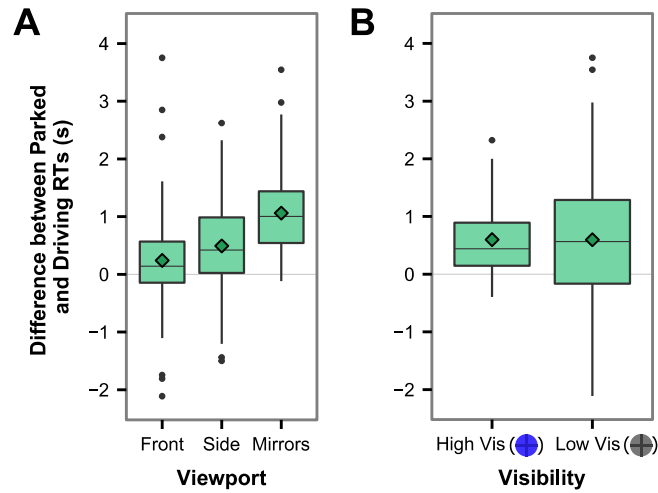 A
B
Difference between Parked
and Driving RTs (s)
4
3
2
1
0
−1
−2
Front Side Mirrors
Viewport
4
3
2
1
0
−1
−2
High Vis ( ) Low Vis ( )
Visibility